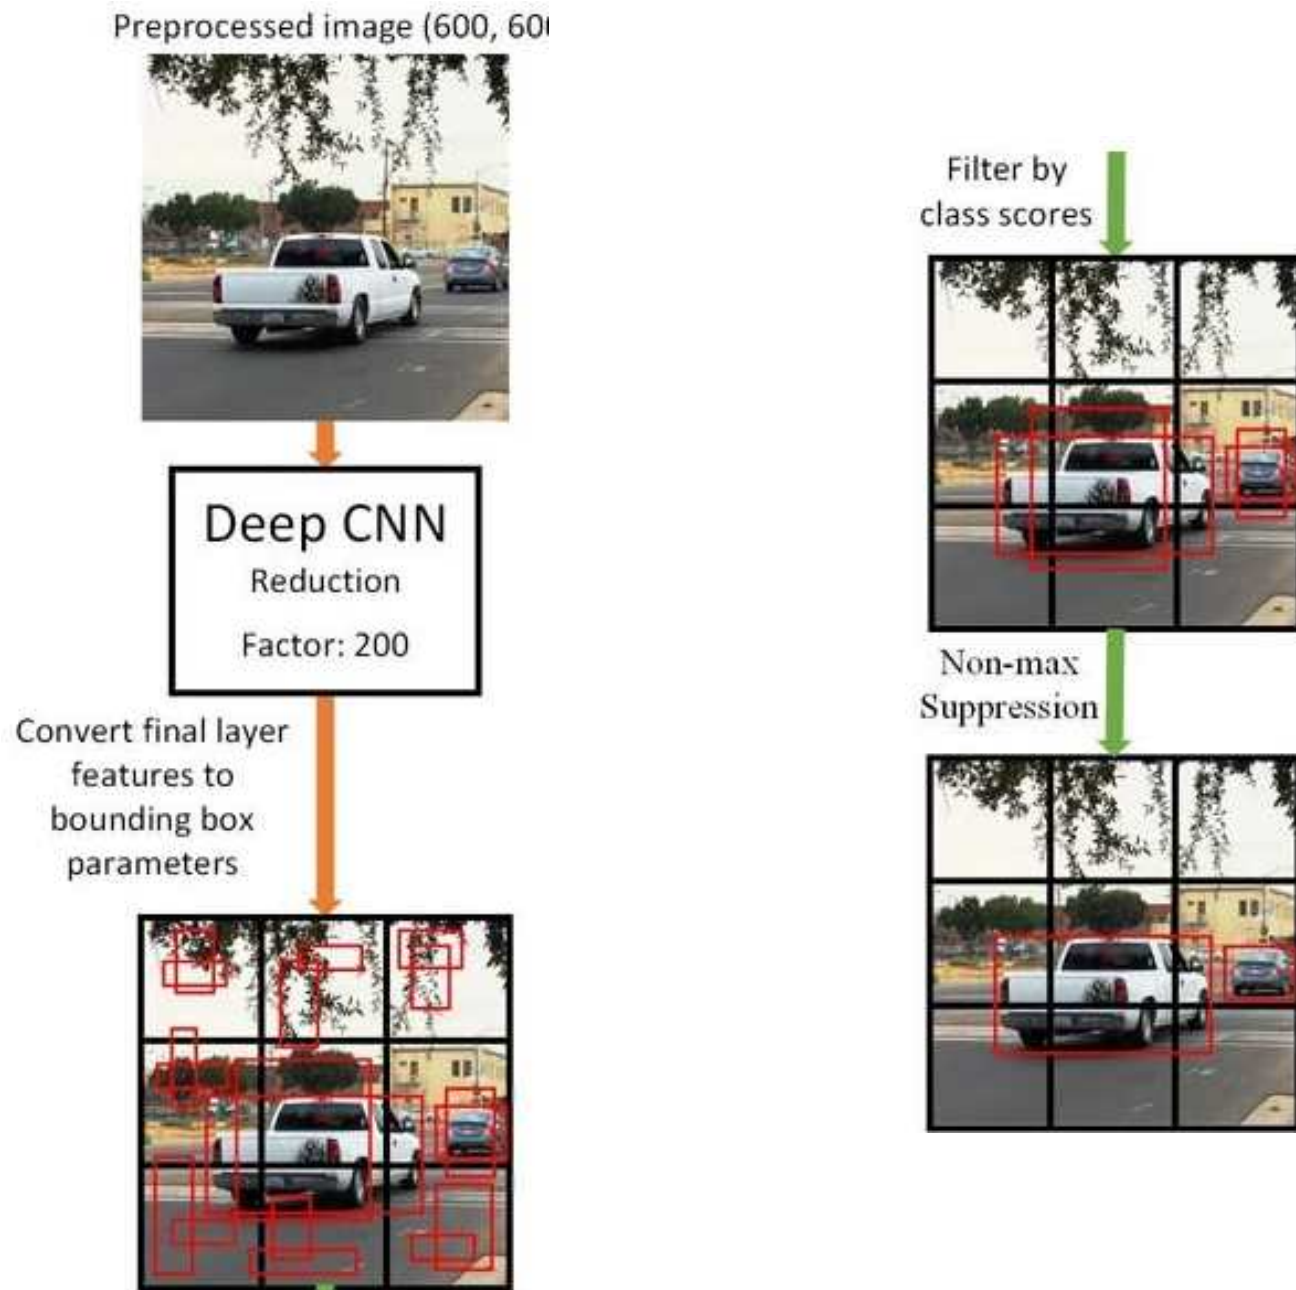 Preprocessed image (600, 60
Deep CNN
Reduction
Factor: 200
Convert final layer
features to
bounding box
parameters
Filter by
class scores
Non-max
Suppression